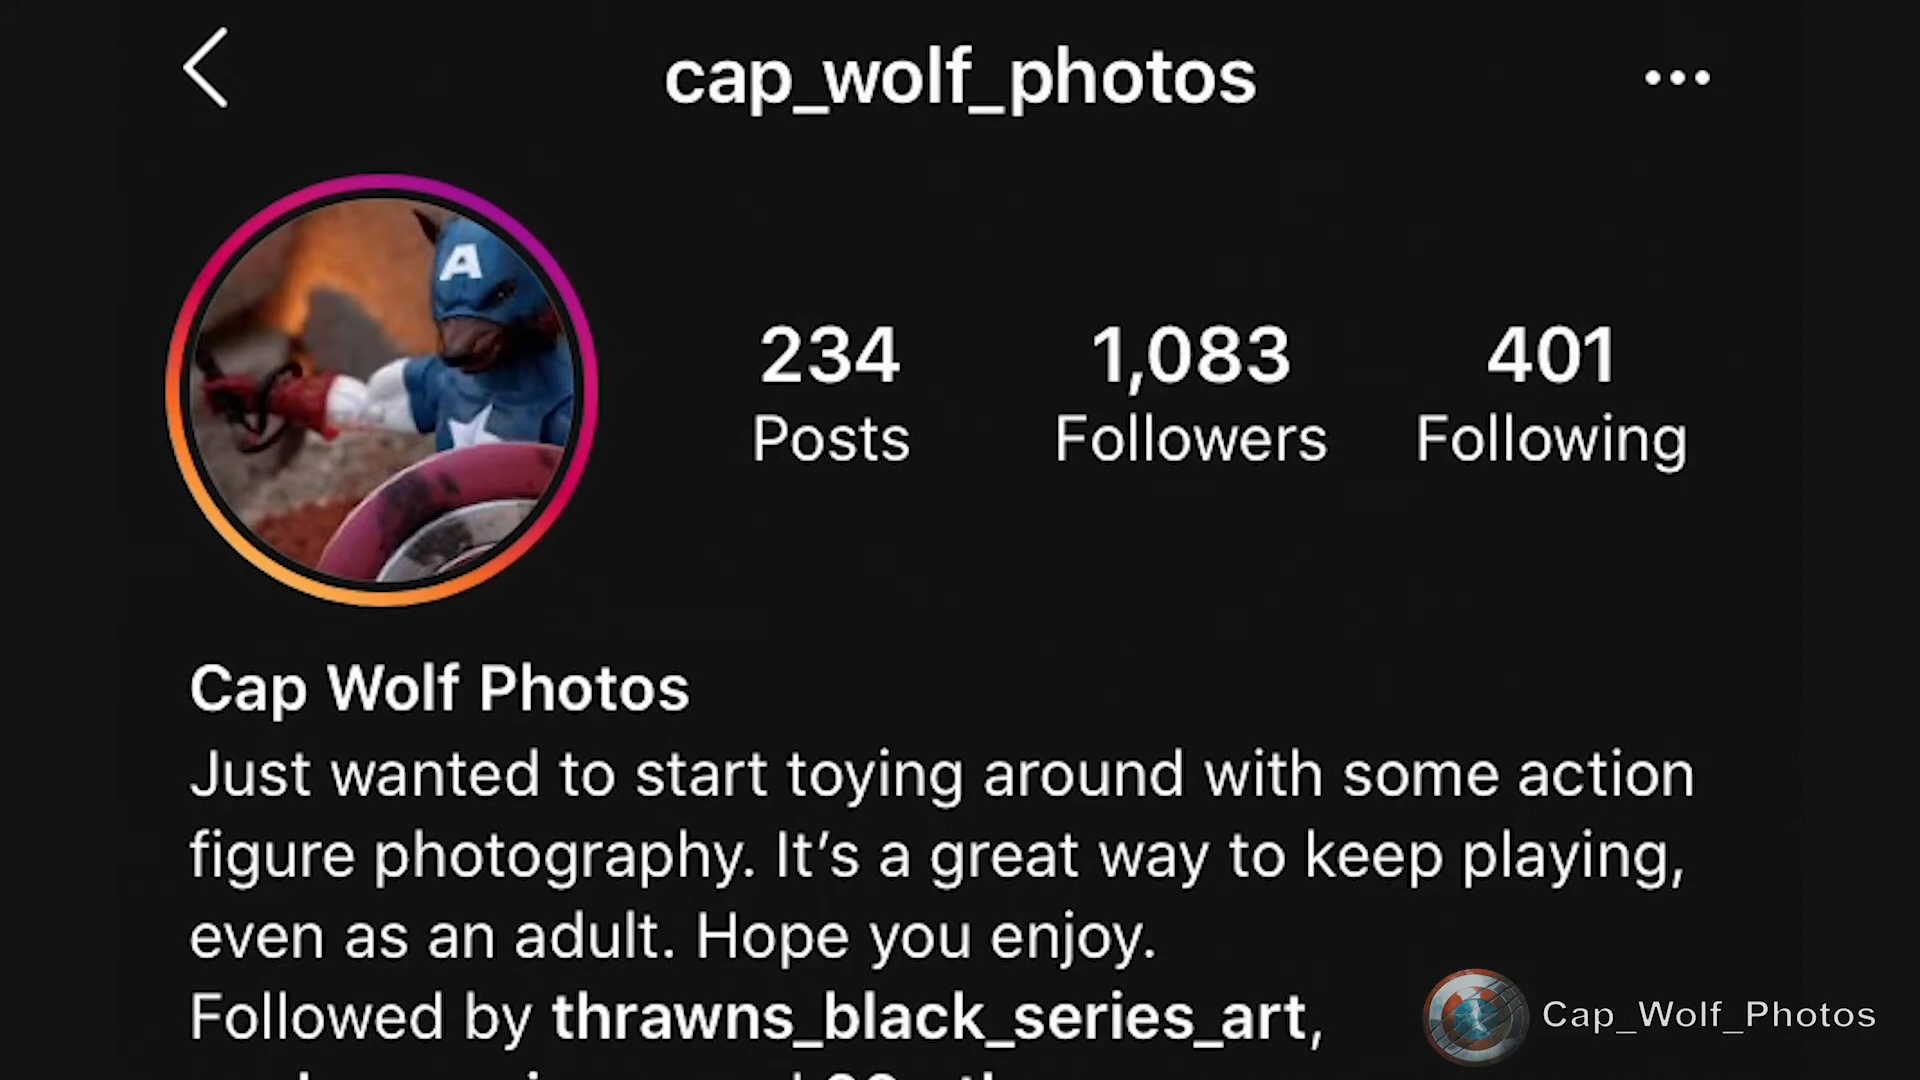 cap_wolf_photos
A
234
1,083
401
Posts
Followers
Following
Cap Wolf Photos
Just wanted to start toying around with some action
figure photography. It’s a great way to keep playing,
even as an adult. Hope you enjoy.
Followed by thrawns_black_series_art,
Cap_Wolf_Photos